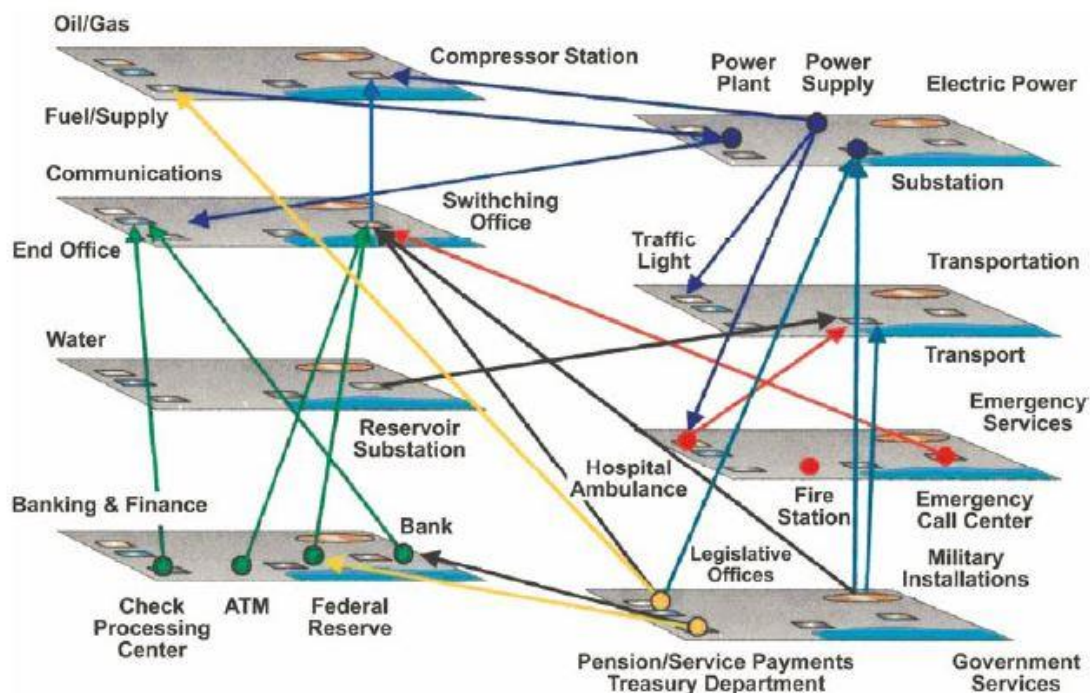 Oil/Gas
Compressor Station
Power
Plant
Power
Supply
Electric Power
Fuel/Supply
Communications
Swithching
Office
Substation
End Office
Traffic
Light
Transportation
Water
Transport
Reservoir
Substation
Emergency
Services
Hospital
Ambulance
Fire
Station
Emergency
Call Center
Banking & Finance
Bank
Legislative
Offices
Military
Installations
Check
Processing
Center
ATM
Federal
Reserve
Pension/Service Payments
Treasury Department
Government
Services